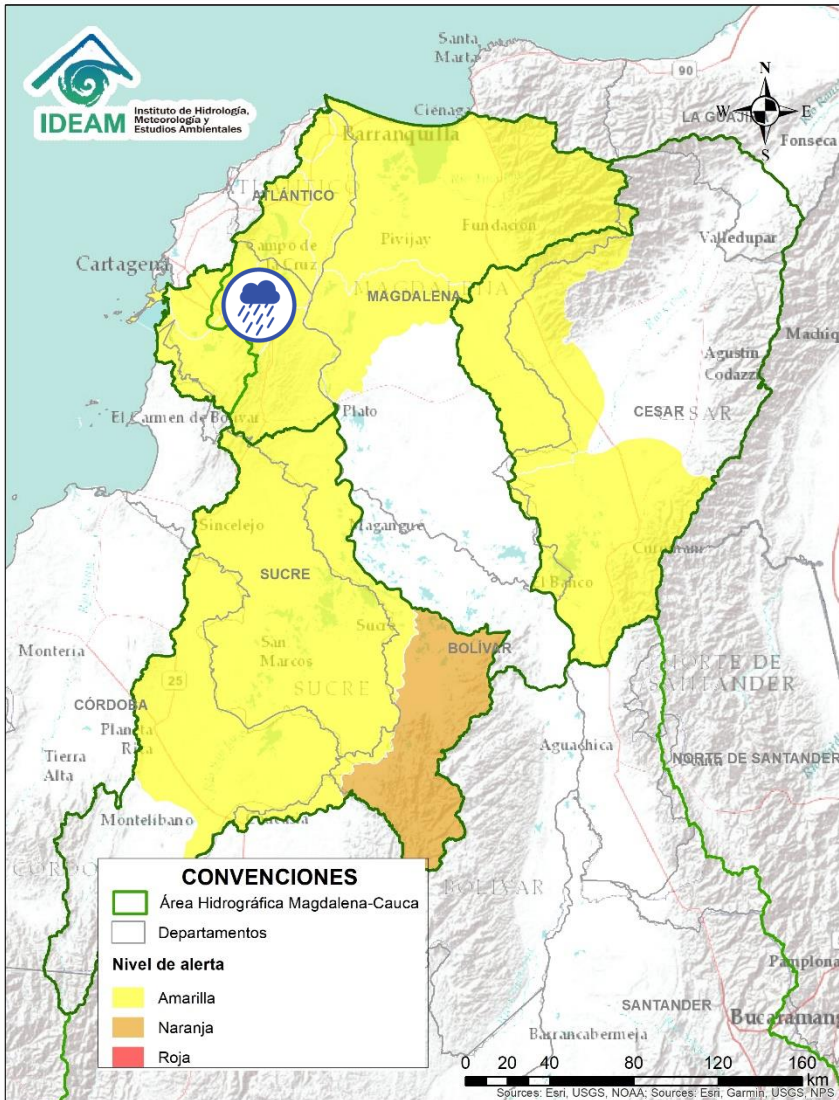 IDEAM
Instituto de Hidrología,
Meteorología y
Estudios Ambientales
Santa
Marta
90
N
W
E
S
LA GUAJI
Fonseca
Ciénaga
Barranquilla
ATLÁNTICO
Valledupar
Cartagena
Campo de
la Cruz
Pivijay
Fundación
MAGDALENA
Agustín
Codazzi
CESAR
El Carmen de Bolívar
Plato
Sincelejo
Magangué
SUCRE
El Banco
Sucre
San
Marcos
SUCRE
BOLÍVAR
Montería
25
CÓRDOBA
Planeta
Rica
Tierra
Alta
Aguachica
NORTE DE
SANTANDER
NORTE DE SANTANDER
Montelíbano
BOLÍVAR
CONVENCIONES
Área Hidrográfica Magdalena-Cauca
Departamentos
Nivel de alerta
Amarilla
Naranja
Roja
Pamplona
SANTANDER
Bucaramang
Barrancabermeja
0 20 40 80 120 160
km
Sources: Esri, USGS, NOAA; Sources: Esri, Garmin, USGS, NPS